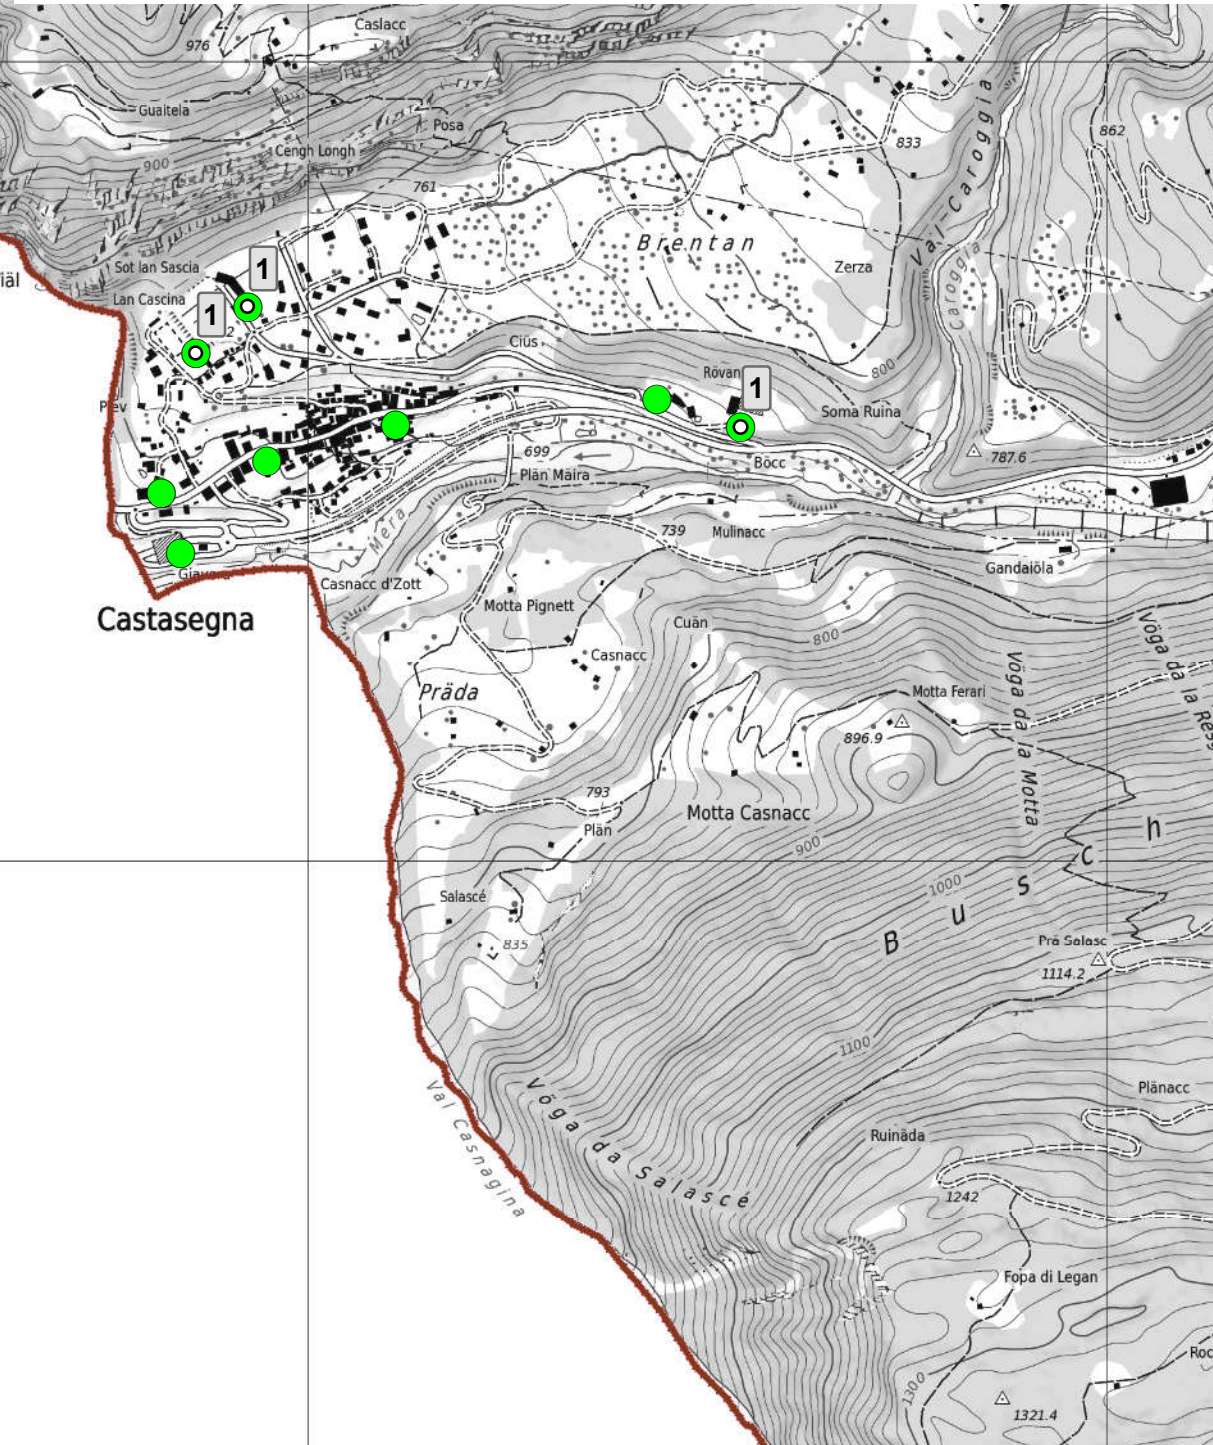 Caslacc
976
Guaitela
Posa
862
833
900
Cengh Longh
761
Val Caroggia
Brentan
Zerza
Sot lan Sascia
1
Lan Cascina
1
Caroggia
Ciüs
800
Rövan
1
Soma Ruina
Plev
699
Böcc
787.6
Plän Mäira
Mera
739
Mulinacc
Gandaiöla
Casnacc d'Zott
Motta Pignett
Castasegna
Cuän
800
Casnacc
Vöga da la Motta
Präda
Motta Ferari
896.9
793
Motta Casnacc
Plän
900
Salascé
1000
Busch
835
Prä Salasc
1114.2
1100
Val Casnagina
Vöga da Salascé
Plänacc
Ruinäda
1242
Fopa di Legan
1300
1321.4